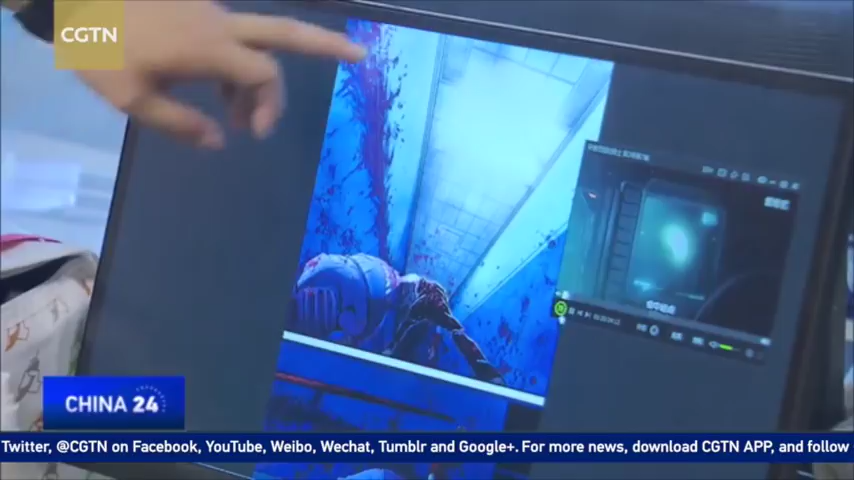 CGTN
CHINA 24
Twitter, @CGTN on Facebook, YouTube, Weibo, Wechat, Tumblr and Google+. For more news, download CGTN APP, and follow